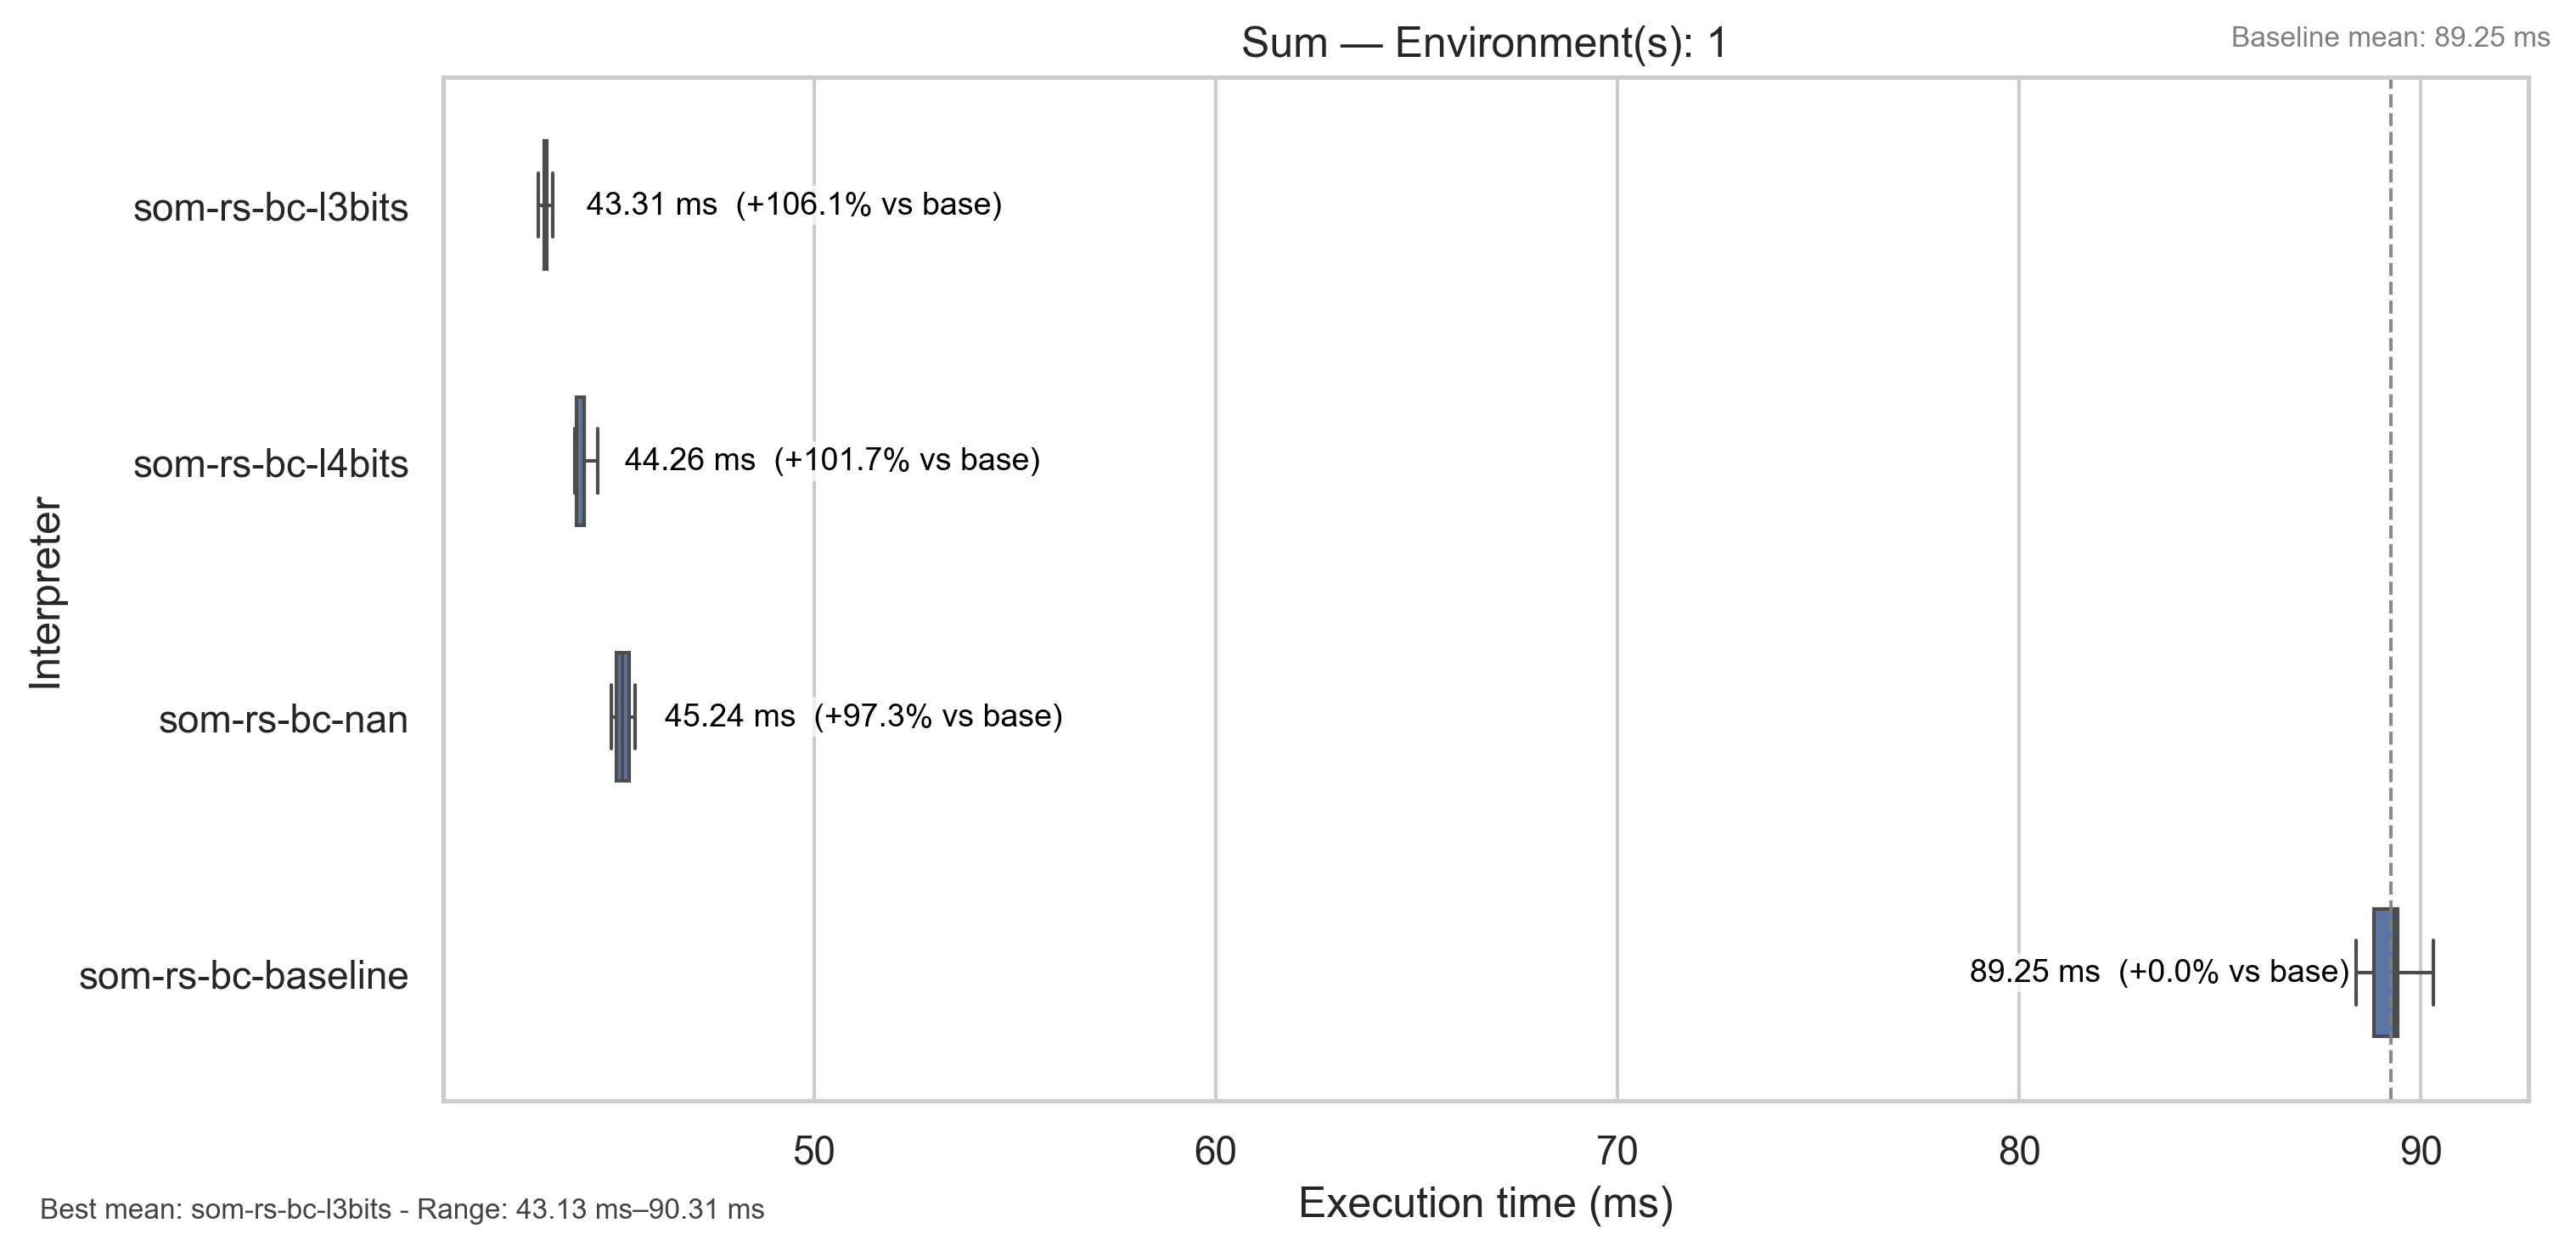 Sum — Environment(s): 1
Baseline mean: 89.25 ms
Interpreter
som-rs-bc-l3bits
43.31 ms  (+106.1% vs base)
som-rs-bc-l4bits
44.26 ms  (+101.7% vs base)
som-rs-bc-nan
45.24 ms  (+97.3% vs base)
som-rs-bc-baseline
89.25 ms  (+0.0% vs base)
50 60 70 80 90
Execution time (ms)
Best mean: som-rs-bc-l3bits - Range: 43.13 ms–90.31 ms